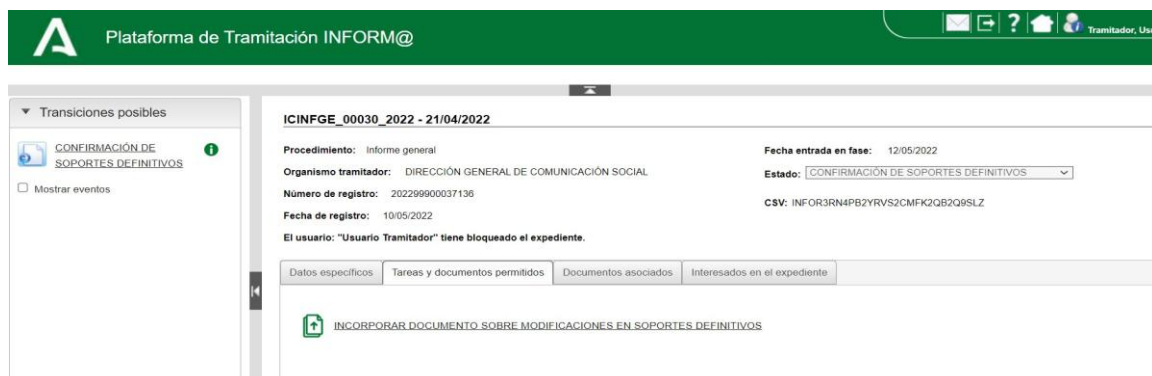 Plataforma de Tramitación INFORM@
? Tramitador, Usu
Transiciones posibles
CONFIRMACIÓN DE
SOPORTES DEFINITIVOS
Mostrar eventos
ICINFGE_00030_2022 - 21/04/2022
Procedimiento: Informe general
Fecha entrada en fase: 12/05/2022
Organismo tramitador: DIRECCIÓN GENERAL DE COMUNICACIÓN SOCIAL
Estado: CONFIRMACIÓN DE SOPORTES DEFINITIVOS
Número de registro: 202299900037136
CSV: INFOR3RN4PB2YRVS2CMFK2QB2Q9SLZ
Fecha de registro: 10/05/2022
El usuario: "Usuario Tramitador" tiene bloqueado el expediente.
Datos específicos Tareas y documentos permitidos Documentos asociados Interesados en el expediente
INCORPORAR DOCUMENTO SOBRE MODIFICACIONES EN SOPORTES DEFINITIVOS